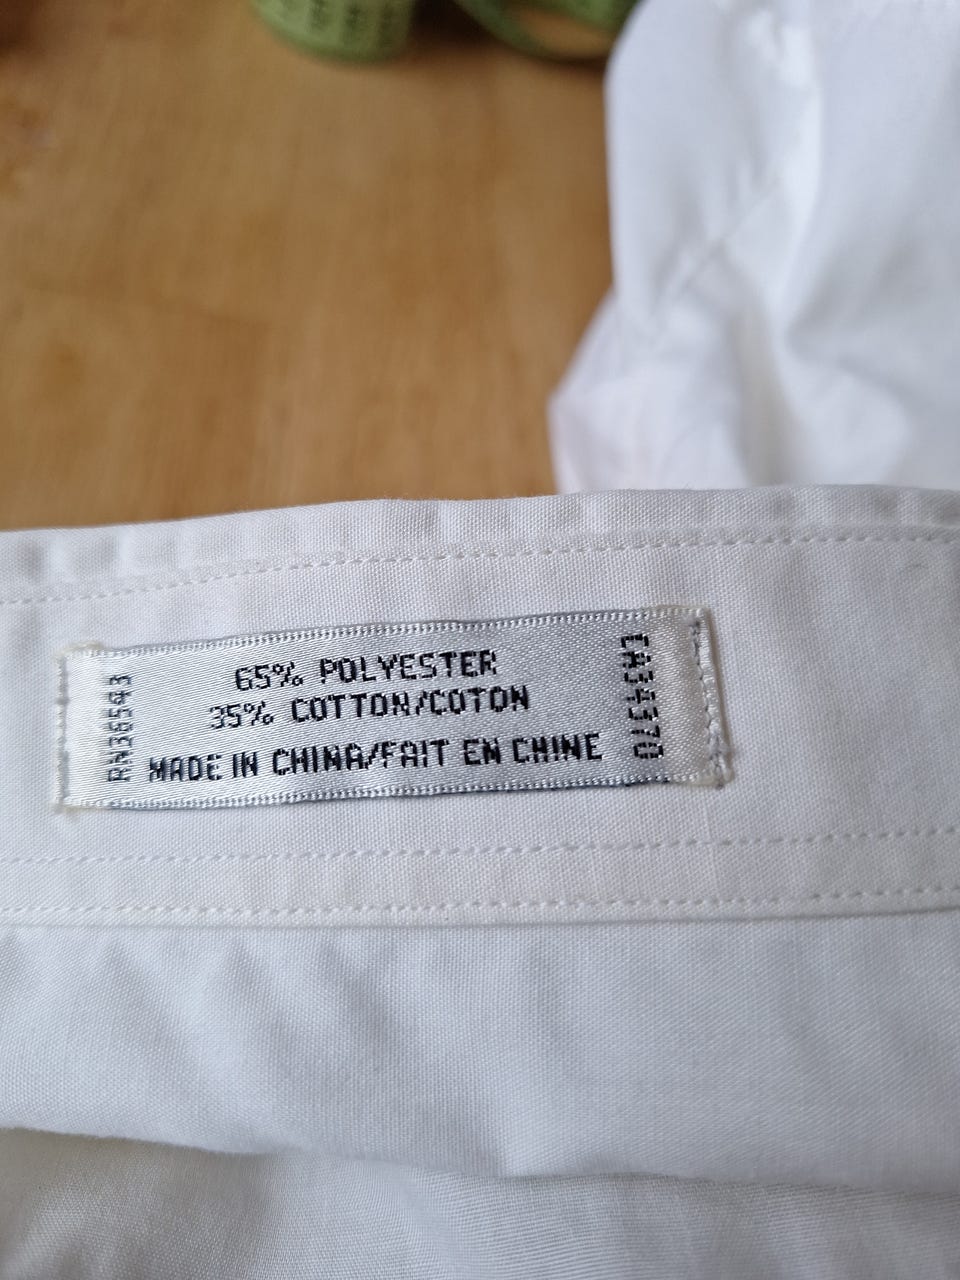 65% POLYESTER
35% COTTON/COTON
MADE IN CHINA/FAIT EN CHINE
RN36543
CA34370